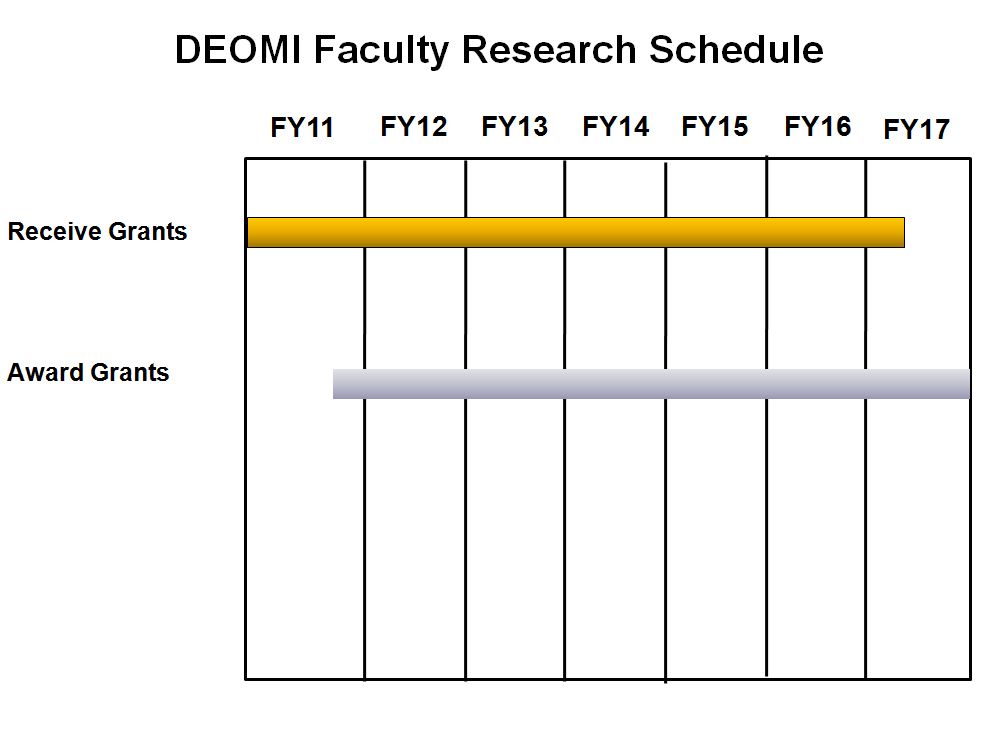 DEOMI Faculty Research Schedule
FY11 FY12 FY13 FY14 FY15 FY16 FY17
Receive Grants
Award Grants